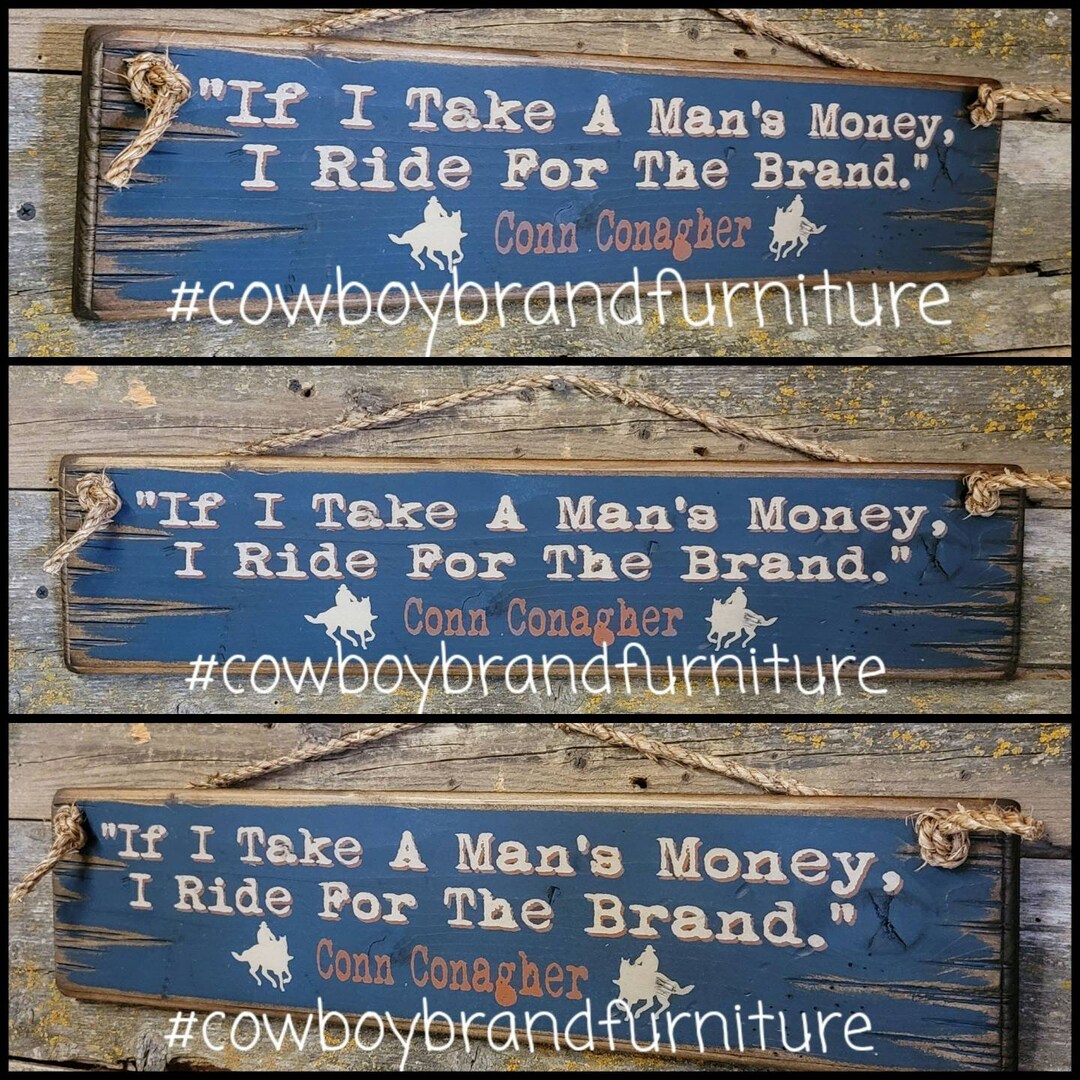 "If I Take A Man's Money,
I Ride For The Brand."
Conn Conagher
#cowboybrandfurniture
"If I Take A Man's Money,
I Ride For The Brand."
Conn Conagher
#cowboybrandfurniture
"If I Take A Man's Money,
I Ride For The Brand."
Conn Conagher
#cowboybrandfurniture